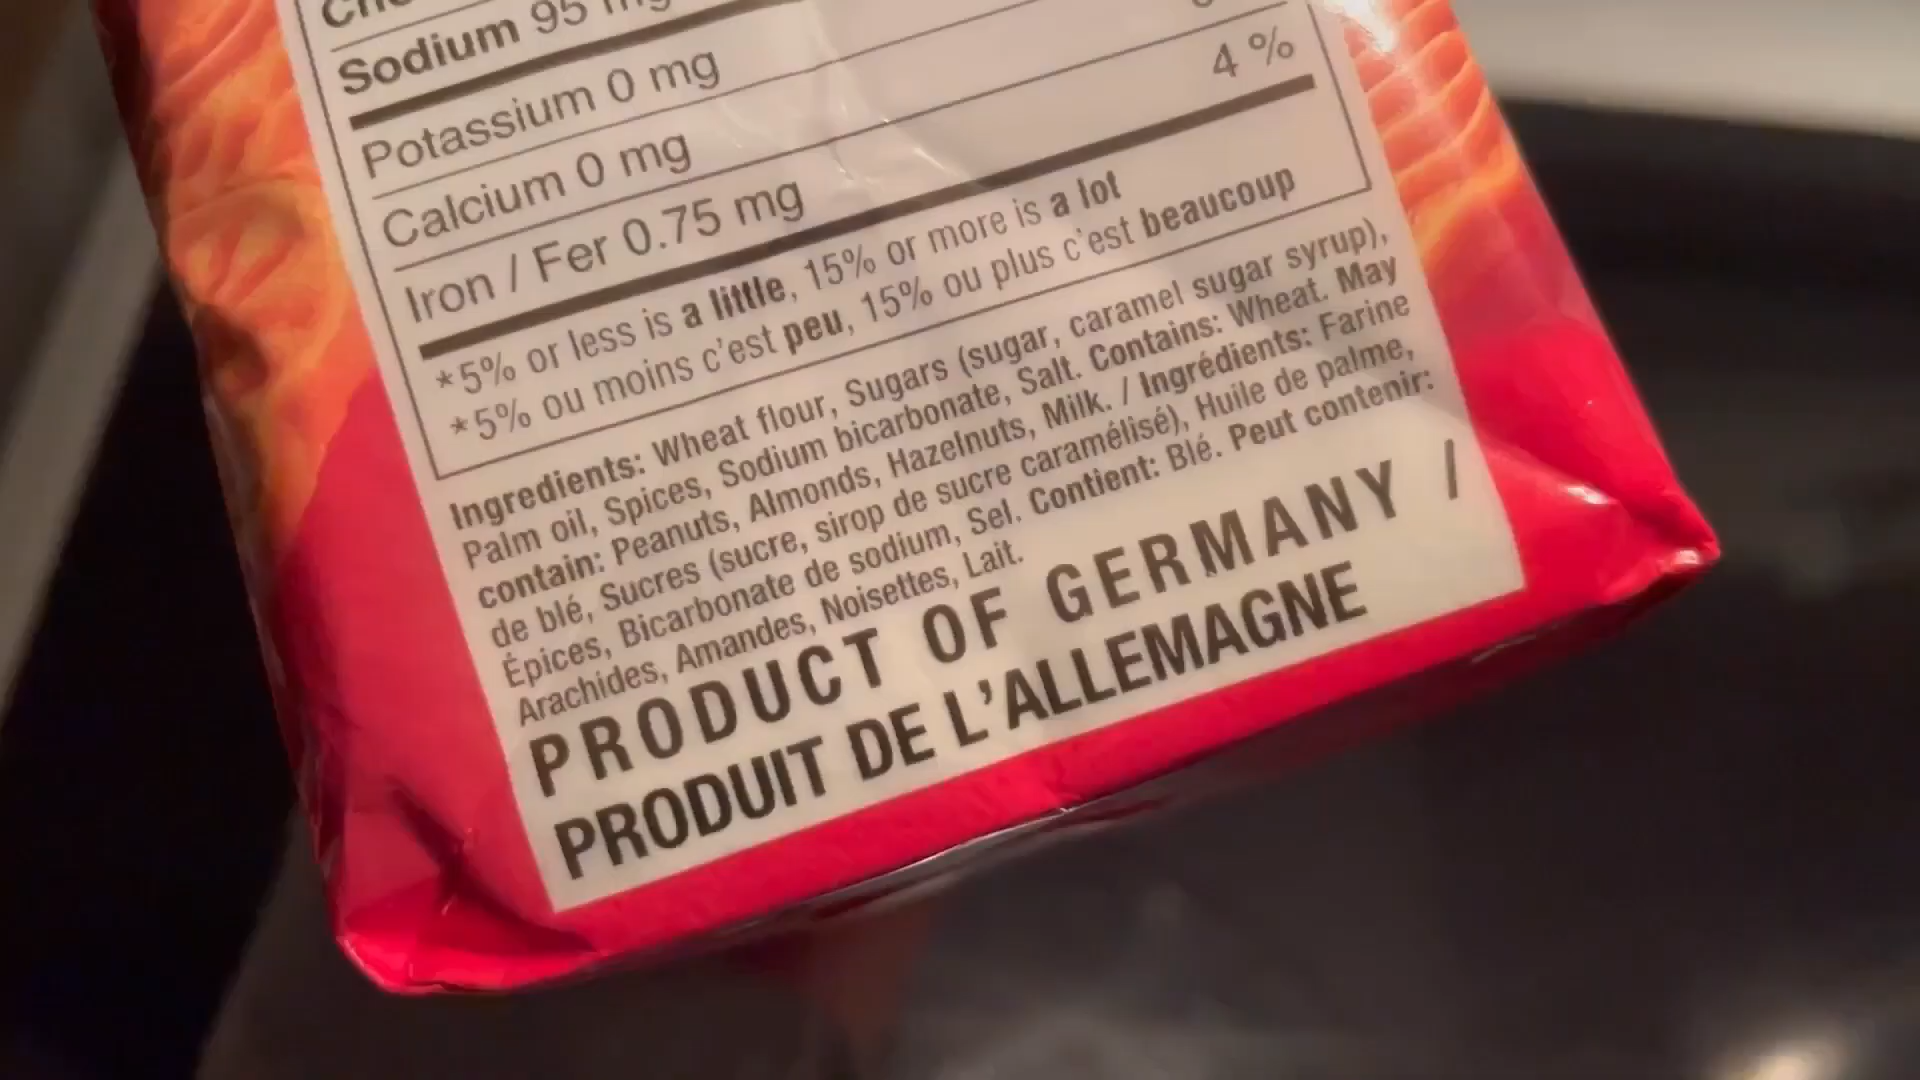 Sodium 95 mg
Potassium 0 mg
Calcium 0 mg
Iron / Fer 0.75 mg 4 %
*5% or less is a little, 15% or more is a lot
*5% ou moins c'est peu, 15% ou plus c'est beaucoup
Ingredients: Wheat flour, Sugars (sugar, caramel sugar syrup),
Palm oil, Spices, Sodium bicarbonate, Salt. Contains: Wheat. May
contain: Peanuts, Almonds, Hazelnuts, Milk. / Ingrédients: Farine
de blé, Sucres (sucre, sirop de sucre caramélisé), Huile de palme,
Épices, Bicarbonate de sodium, Sel. Contient: Blé. Peut contenir:
Arachides, Amandes, Noisettes, Lait.
PRODUCT OF GERMANY /
PRODUIT DE L'ALLEMAGNE